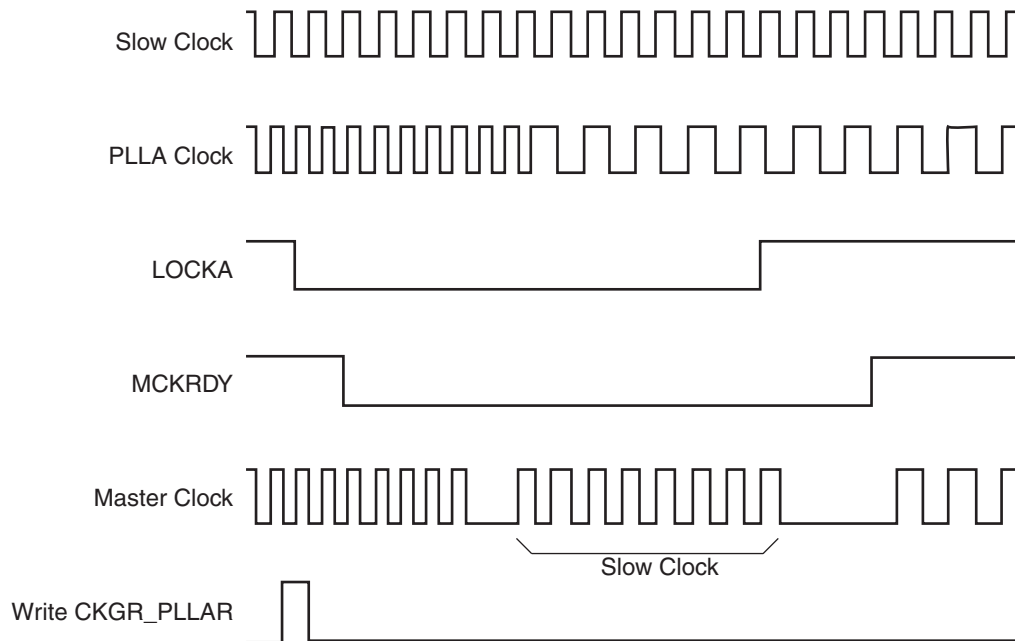 Slow Clock
PLLA Clock
LOCKA
MCKRDY
Master Clock
Slow Clock
Write CKGR_PLLAR